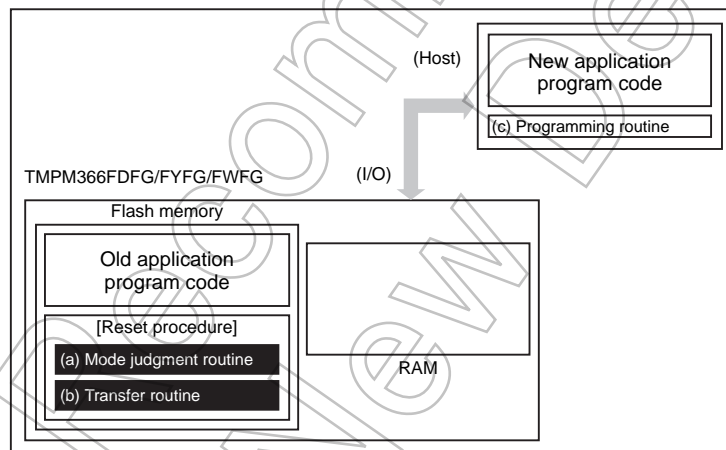 (Host)
New application
program code
(c) Programming routine
(I/O)
TMPM366FDFG/FYFG/FWFG
Flash memory
Old application
program code
[Reset procedure]
(a) Mode judgment routine
(b) Transfer routine
RAM